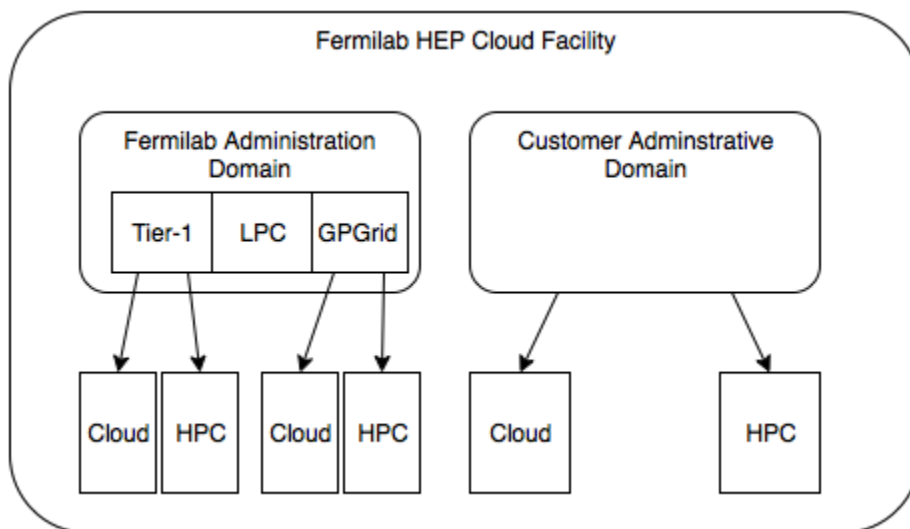 Fermilab HEP Cloud Facility
Fermilab Administration
Domain
Customer Adminstrative
Domain
Tier-1 LPC GPGrid
Cloud HPC Cloud HPC Cloud HPC